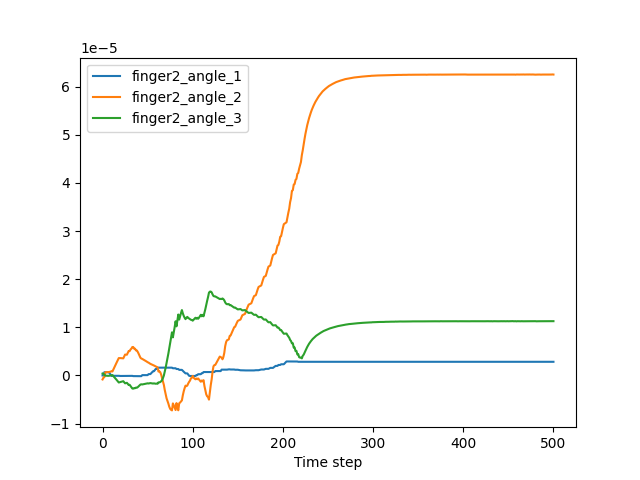 1e−5
finger2_angle_1
finger2_angle_2
finger2_angle_3
6
5
4
3
2
1
0
−1
0 100 200 300 400 500
Time step